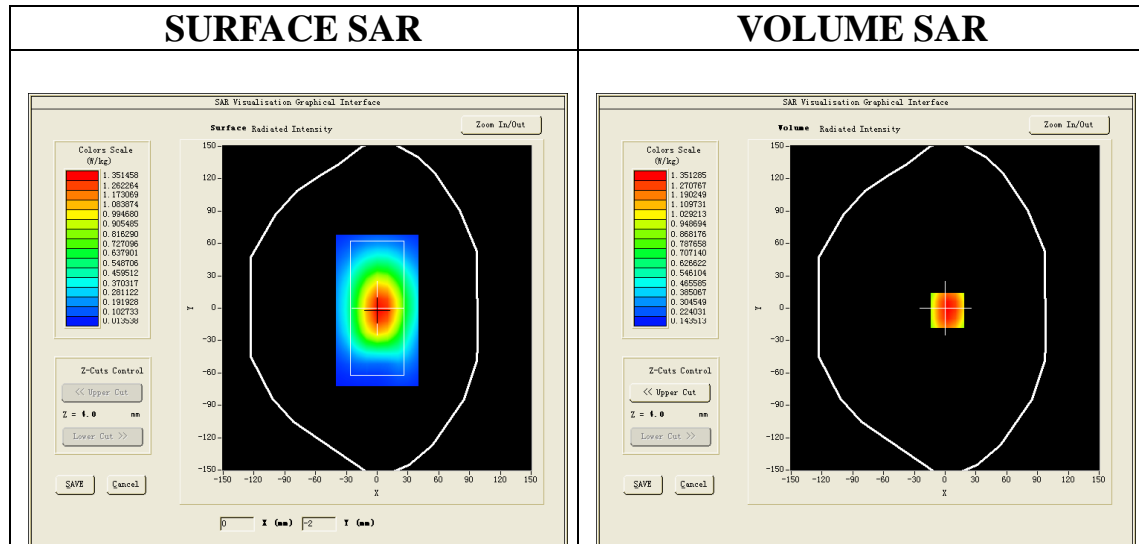 SURFACE SAR
VOLUME SAR
SAR Visualisation Graphical Interface
Surface Radiated Intensity
Zoom In/Out
Colors Scale
(W/kg)
1.351458
1.262264
1.173069
1.083874
0.994680
0.905485
0.816290
0.727096
0.637901
0.548706
0.459512
0.370317
0.281122
0.191928
0.102733
0.013538
Z-Cuts Control
<< Upper Cut
Z = 4.0 mm
Lower Cut >>
SAVE Cancel
150
90
60
30
0
-30
-60
-90
-120
-150
Y
-150 -120 -90 -60 -30 0 30 60 90 120 150
X
0 X (mm) -2 Y (mm)
SAR Visualisation Graphical Interface
Volume Radiated Intensity
Zoom In/Out
Colors Scale
(W/kg)
1.351285
1.270767
1.190249
1.109731
1.029213
0.948694
0.868176
0.787658
0.707140
0.626622
0.546104
0.465585
0.385067
0.304549
0.224031
0.143513
Z-Cuts Control
<< Upper Cut
Z = 4.0 mm
Lower Cut >>
SAVE Cancel
150
90
60
30
0
-30
-60
-90
-120
-150
Y
-150 -120 -90 -60 -30 0 30 60 90 120 150
X